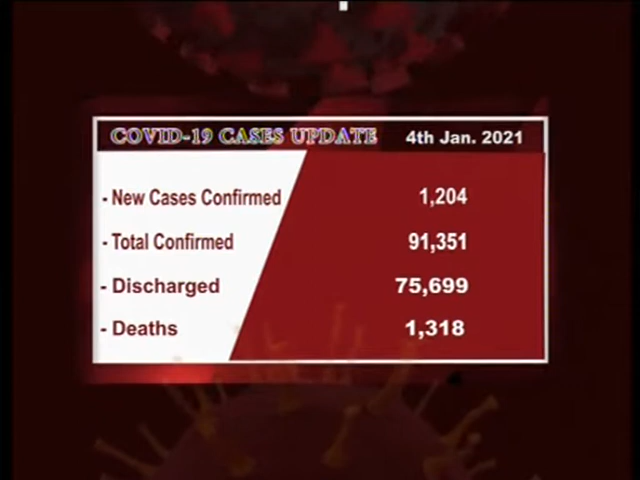 COVID-19 CASES UPDATE 4th Jan. 2021
- New Cases Confirmed 1,204
- Total Confirmed 91,351
- Discharged 75,699
- Deaths 1,318